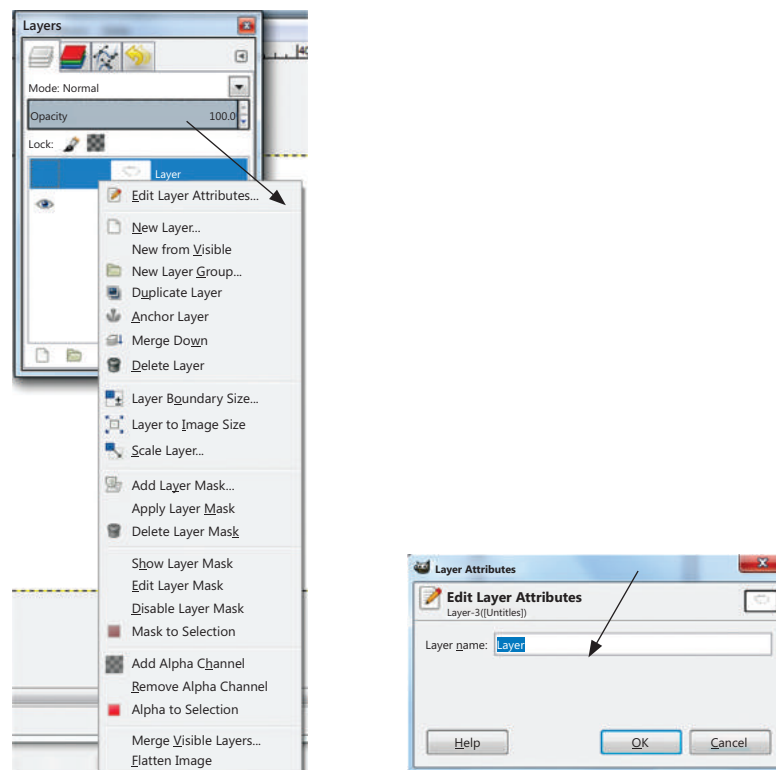 Layers
Mode: Normal
Opacity 100.0
Lock:
Layer
Edit Layer Attributes...
New Layer...
New from Visible
New Layer Group...
Duplicate Layer
Anchor Layer
Merge Down
Delete Layer
Layer Boundary Size...
Layer to Image Size
Scale Layer...
Add Layer Mask...
Apply Layer Mask
Delete Layer Mask
Show Layer Mask
Edit Layer Mask
Disable Layer Mask
Mask to Selection
Add Alpha Channel
Remove Alpha Channel
Alpha to Selection
Merge Visible Layers...
Flatten Image
Layer Attributes
Edit Layer Attributes
Layer-3([Untitles])
Layer name: Layer
Help OK Cancel